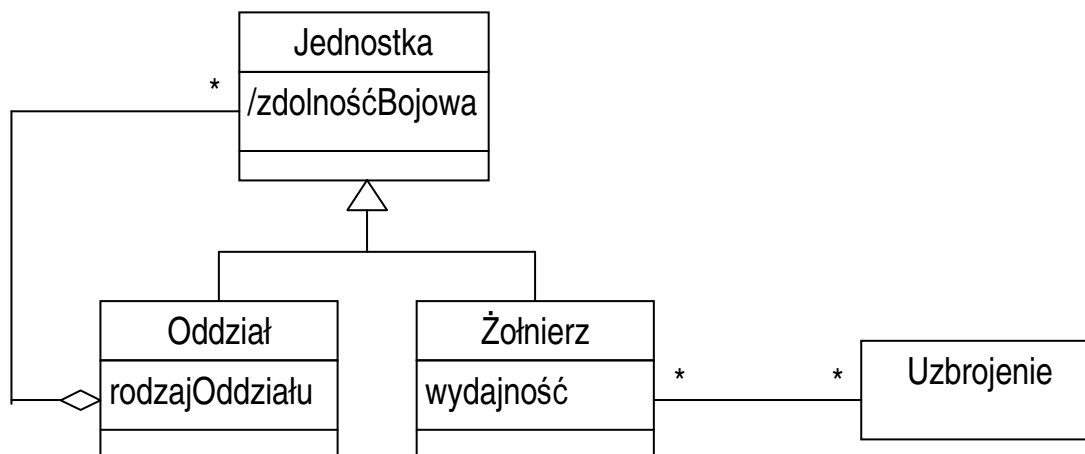 Jednostka
*
/zdolnośćBojowa
Oddział
Żołnierz
rodzajOddziału
wydajność
*
*
Uzbrojenie